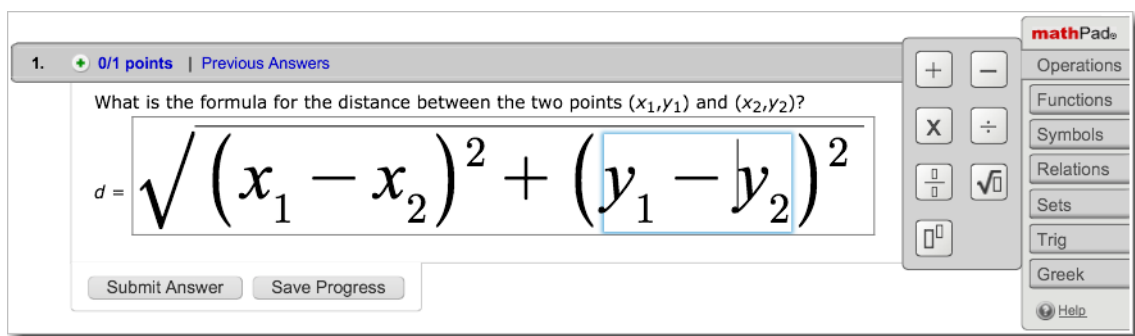 mathPad®
1. + 0/1 points | Previous Answers
Operations
What is the formula for the distance between the two points (x₁,y₁) and (x₂,y₂)?
d = √((x₁ − x₂)² + (y₁ − y₂)²)
+ −
x ÷
▯/▯ √▯
▯▯
Functions
Symbols
Relations
Sets
Trig
Greek
? Help
Submit Answer Save Progress